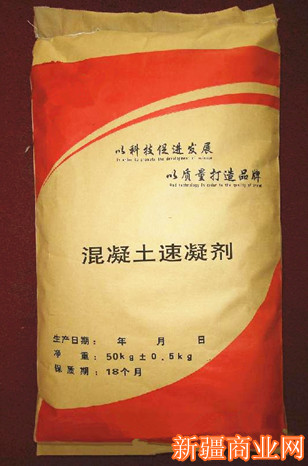 以科技促进发展
以质量打造品牌
混凝土速凝剂
生产日期： 年 月 日
净 重：50kg±0.5kg
保质期：18个月
新疆商业网